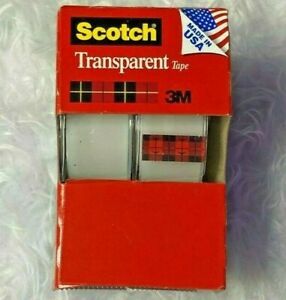 Scotch
MADE IN
USA
Transparent Tape
3M